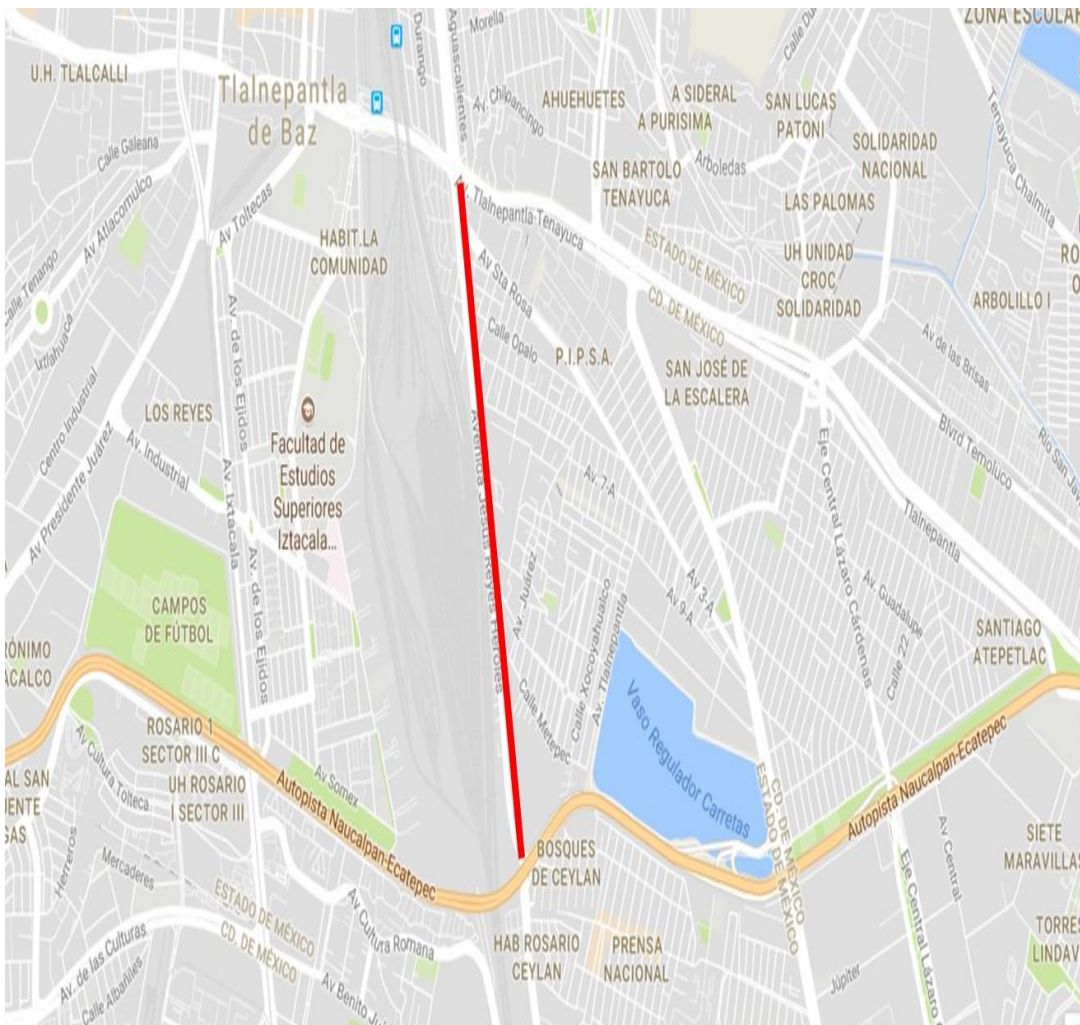 ZONA ESCOLAR
Durango
Aguascalientes
Morella
U.H. TLALCALLI
Tlalnepantla
de Baz
Av. Chilpancingo
AHUEHUETES
A SIDERAL
A PURISIMA
SAN LUCAS
PATONI
Calle Galeana
Arboledas
SOLIDARIDAD
NACIONAL
Tenayuca Chalmita
SAN BARTOLO
TENAYUCA
Av. Tlalnepantla-Tenayuca
LAS PALOMAS
Av Atlacomulco
Av Toltecas
HABIT.LA
COMUNIDAD
ESTADO DE MÉXICO
CD. DE MÉXICO
UH UNIDAD
CROC
SOLIDARIDAD
Calle Tenango
Av Sta Rosa
ARBOLILLO I
Ixtlahuaca
Av. de los Ejidos
Calle Opalo
P.I.P.S.A.
SAN JOSÉ DE
LA ESCALERA
Av de las Brisas
LOS REYES
Centro Industrial
Av Presidente Juárez
Av. Industrial
Facultad de
Estudios
Superiores
Iztacala...
Avenida Jesús Reyes Heroles
Av. 7-A
Blvrd Temoluco
Eje Central Lázaro Cárdenas
Tlalnepantla
Av. Ixtacala
Av. de los Ejidos
CAMPOS
DE FÚTBOL
Av. Juárez
Calle Xocoyahualco
Av. Tlalnepantla
Av 3-A
Av 9-A
Av. Guadalupe
Calle 22
SANTIAGO
ATEPETLAC
Calle Metepec
Vaso Regulador Carretas
ROSARIO 1
SECTOR III C
UH ROSARIO
I SECTOR III
Av Cultura Tolteca
Av Somex
Autopista Naucalpan-Ecatepec
CD. DE MÉXICO
ESTADO DE MÉXICO
Autopista Naucalpan-Ecatepec
Herreros
Mercaderes
BOSQUES
DE CEYLAN
Av Central
SIETE
MARAVILLAS
ESTADO DE MÉXICO
CD. DE MÉXICO
Av Cultura Romana
HAB ROSARIO
CEYLAN
PRENSA
NACIONAL
Av. de las Culturas
Calle Albañiles
Júpiter
Eje Central Lázaro
TORRES
LINDAV